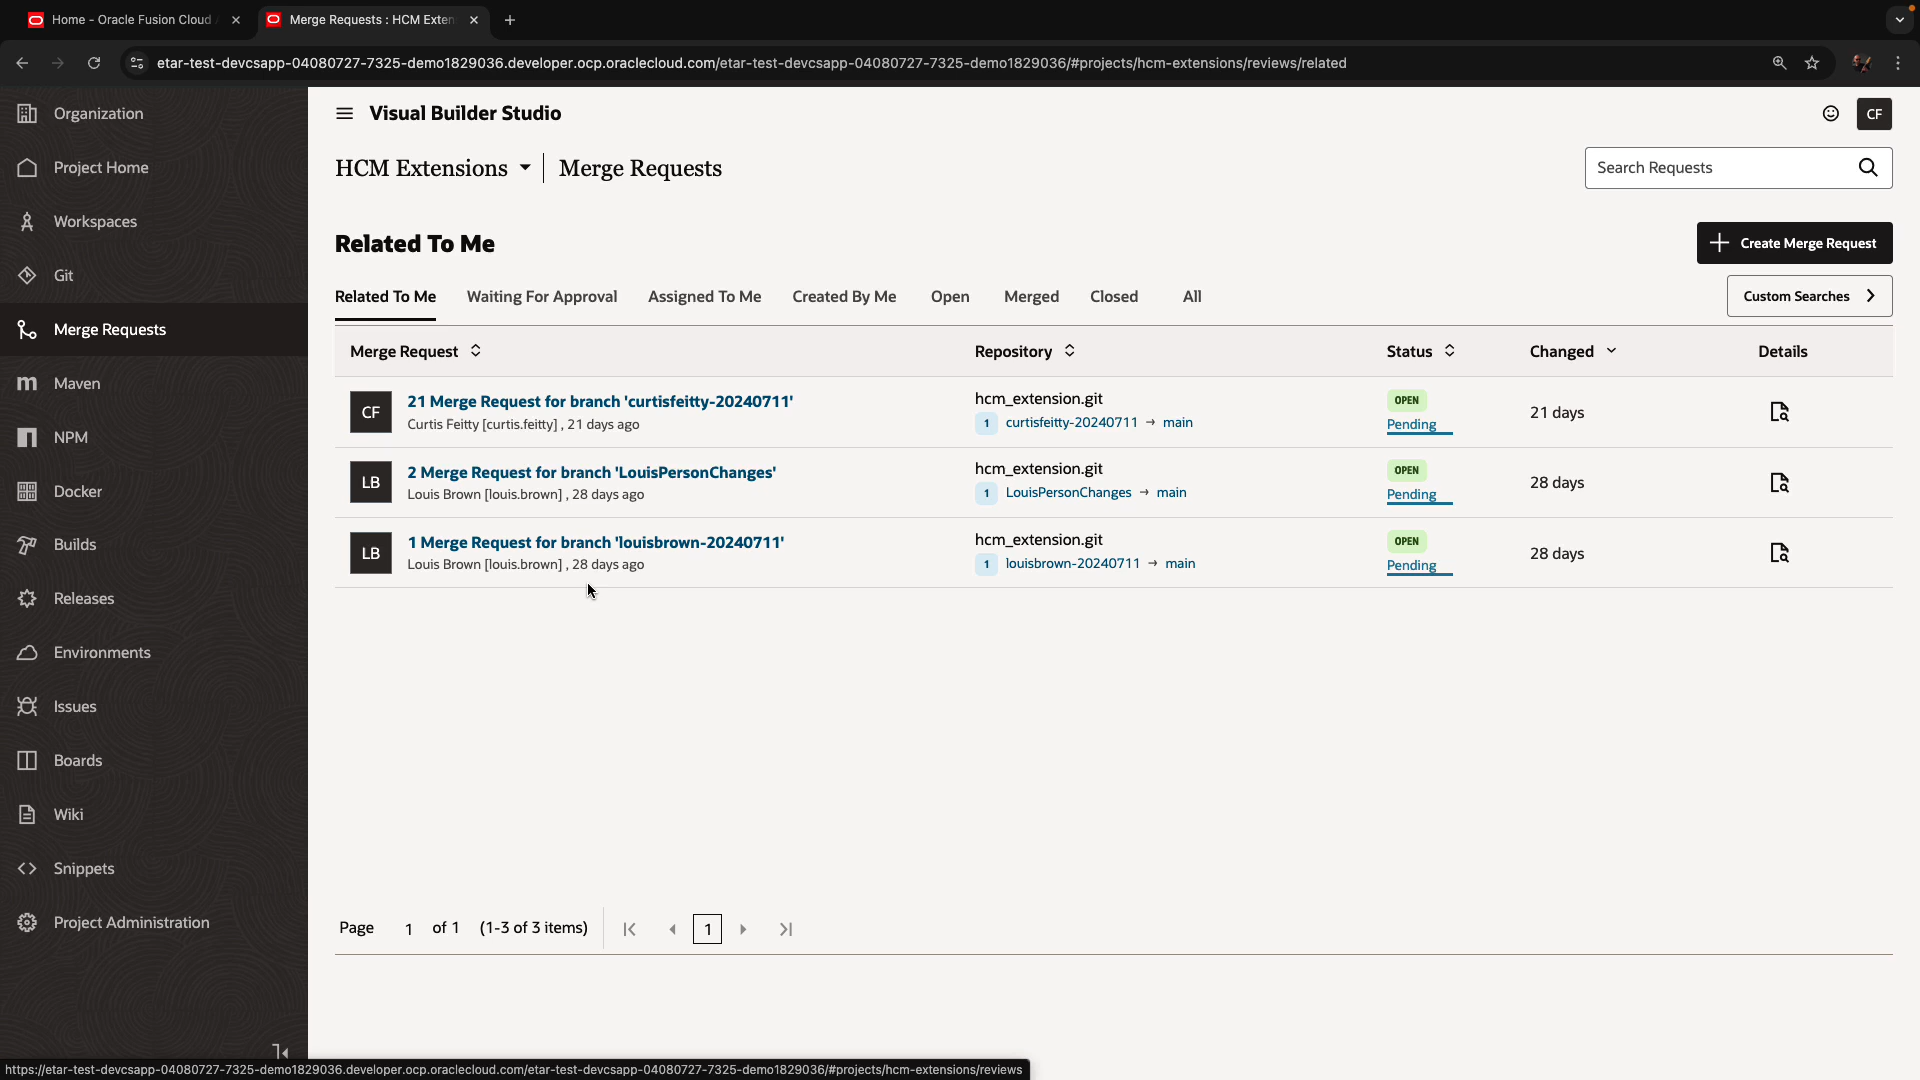 Home - Oracle Fusion Cloud
Merge Requests : HCM Exten
etar-test-devcsapp-04080727-7325-demo1829036.developer.ocp.oraclecloud.com/etar-test-devcsapp-04080727-7325-demo1829036/#projects/hcm-extensions/reviews/related
Organization
Project Home
Workspaces
Git
Merge Requests
Maven
NPM
Docker
Builds
Releases
Environments
Issues
Boards
Wiki
Snippets
Project Administration
Visual Builder Studio
CF
HCM Extensions | Merge Requests
Search Requests
Related To Me
Create Merge Request
Related To Me Waiting For Approval Assigned To Me Created By Me Open Merged Closed All
Custom Searches
Merge Request Repository Status Changed Details
CF
21 Merge Request for branch 'curtisfeitty-20240711'
Curtis Feitty [curtis.feitty] , 21 days ago
hcm_extension.git
1 curtisfeitty-20240711 → main
OPEN
Pending
21 days
LB
2 Merge Request for branch 'LouisPersonChanges'
Louis Brown [louis.brown] , 28 days ago
hcm_extension.git
1 LouisPersonChanges → main
OPEN
Pending
28 days
LB
1 Merge Request for branch 'louisbrown-20240711'
Louis Brown [louis.brown] , 28 days ago
hcm_extension.git
1 louisbrown-20240711 → main
OPEN
Pending
28 days
Page 1 of 1 (1-3 of 3 items) 1
https://etar-test-devcsapp-04080727-7325-demo1829036.developer.ocp.oraclecloud.com/etar-test-devcsapp-04080727-7325-demo1829036/#projects/hcm-extensions/reviews